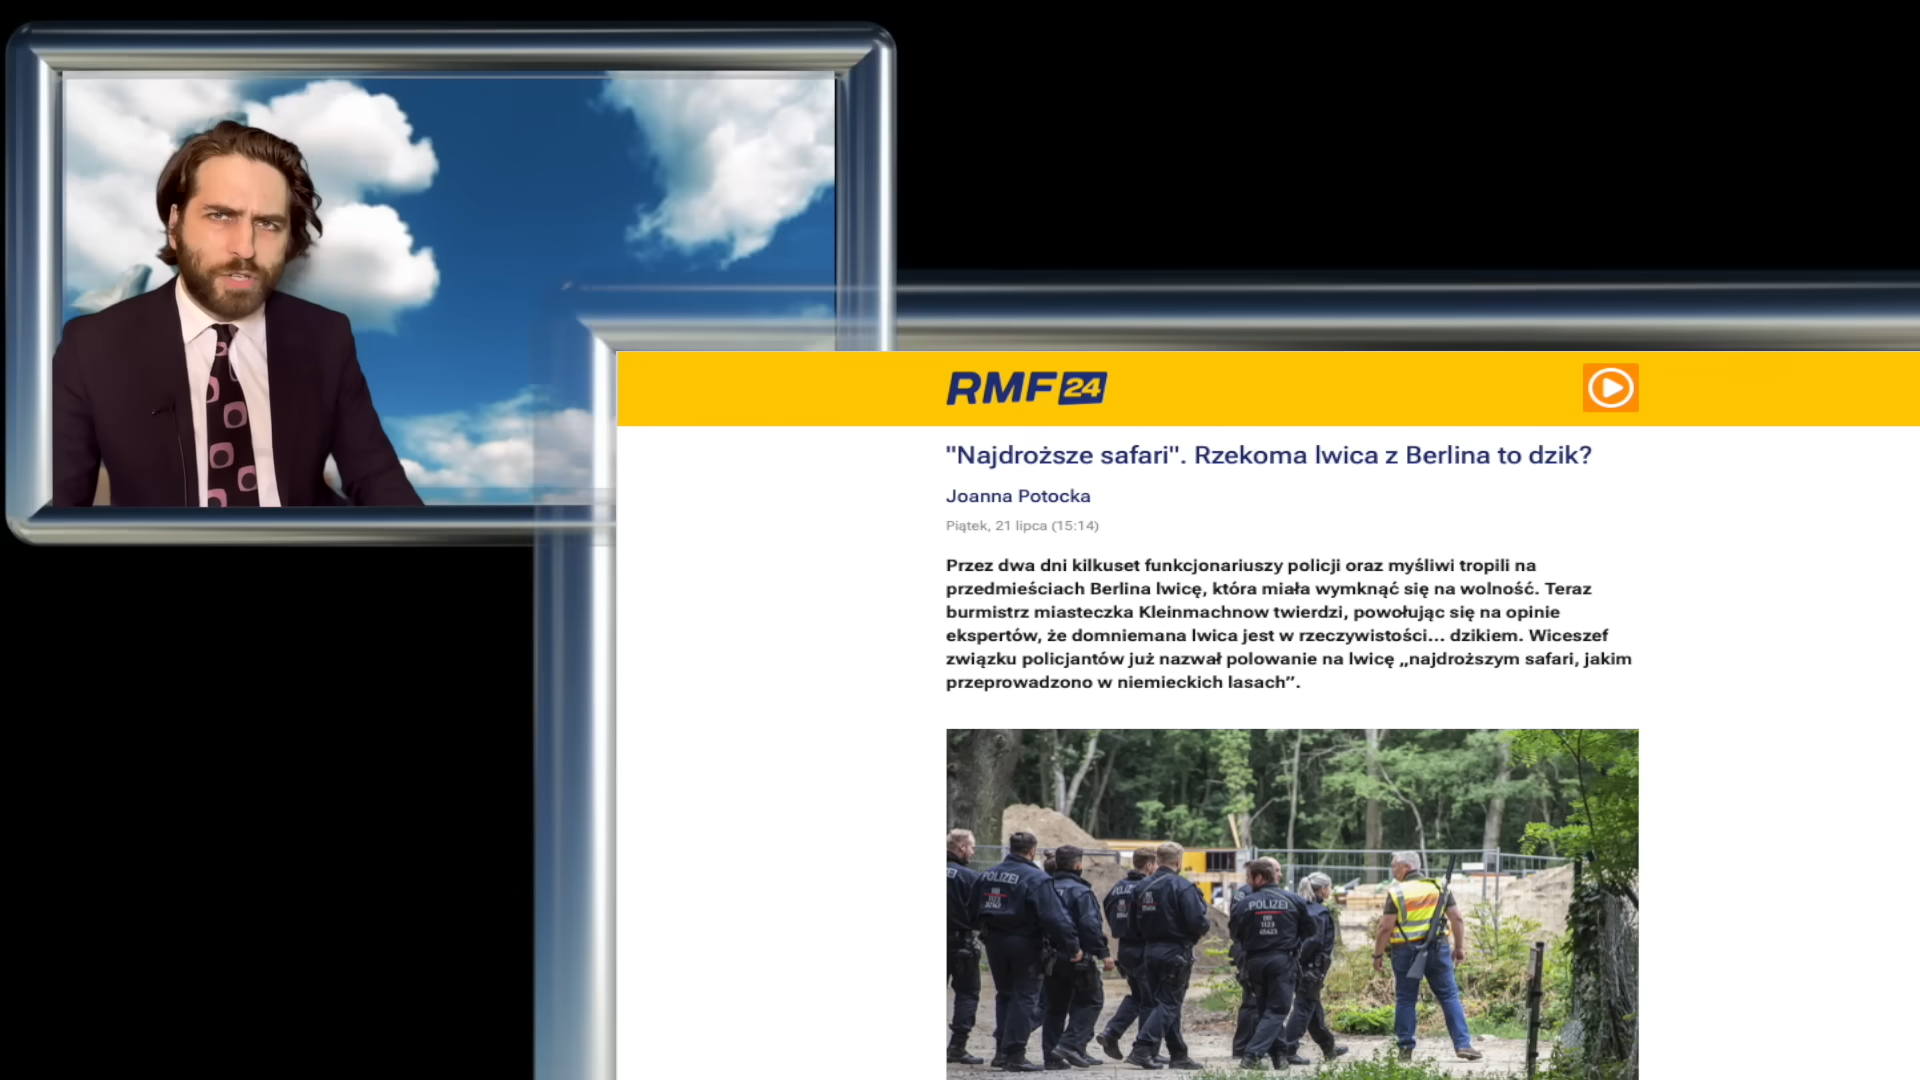 RMF 24
"Najdroższe safari". Rzekoma lwica z Berlina to dzik?
Joanna Potocka
Piątek, 21 lipca (15:14)
Przez dwa dni kilkuset funkcjonariuszy policji oraz myśliwi tropili na
przedmieściach Berlina lwicę, która miała wymknąć się na wolność. Teraz
burmistrz miasteczka Kleinmachnow twierdzi, powołując się na opinie
ekspertów, że domniemana lwica jest w rzeczywistości... dzikiem. Wiceszef
związku policjantów już nazwał polowanie na lwicę „najdroższym safari, jakim
przeprowadzono w niemieckich lasach”.
POLIZEI
POLIZEI